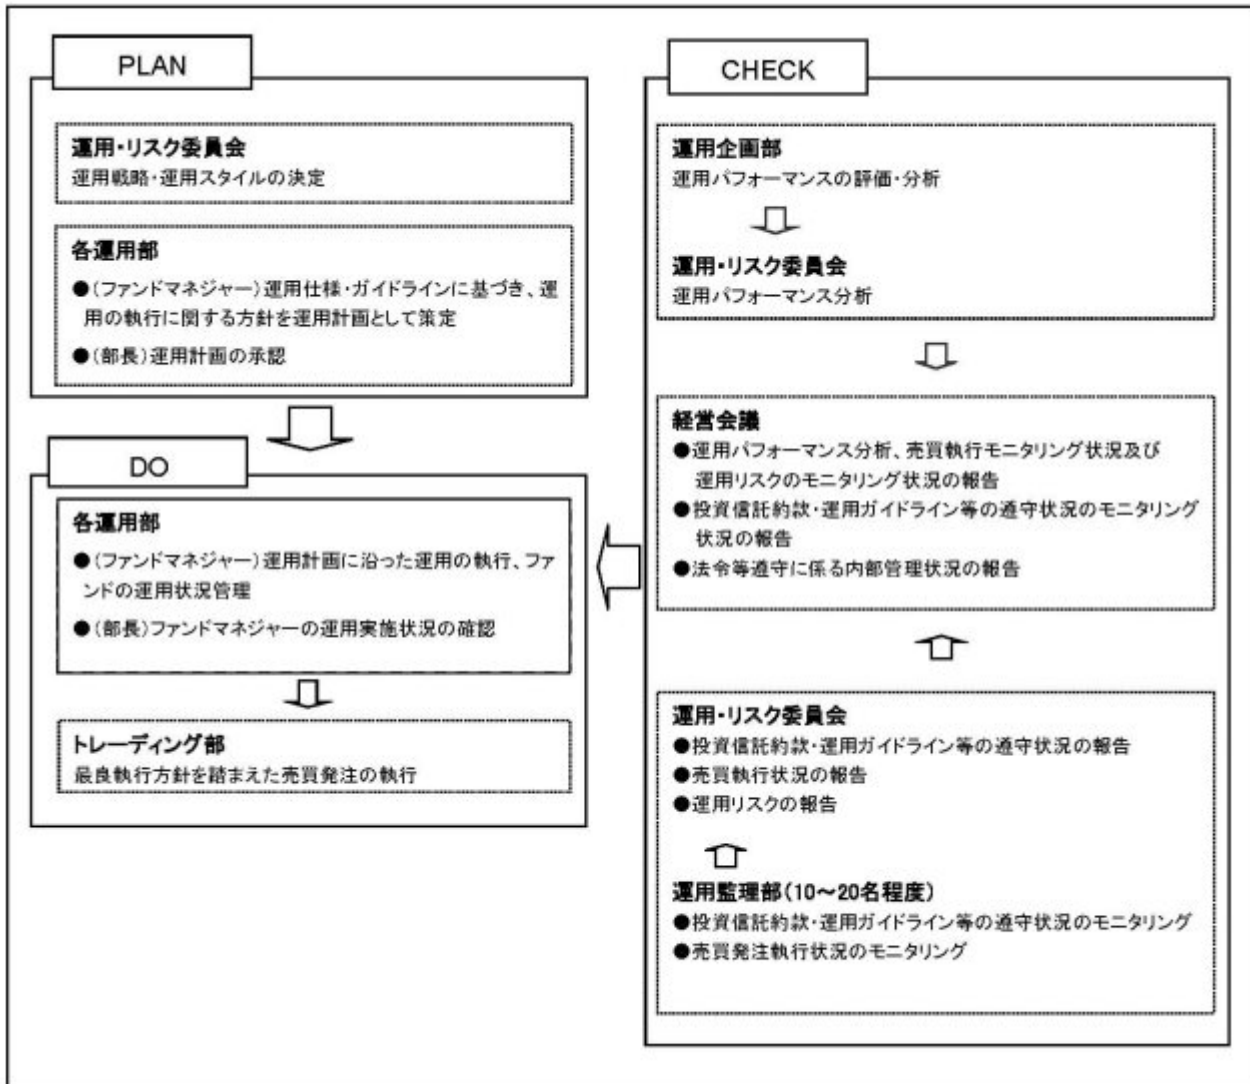 PLAN
運用・リスク委員会
運用戦略・運用スタイルの決定
各運用部
●(ファンドマネジャー)運用仕様・ガイドラインに基づき、運
用の執行に関する方針を運用計画として策定
●(部長)運用計画の承認
DO
各運用部
●(ファンドマネジャー)運用計画に沿った運用の執行、ファ
ンドの運用状況管理
●(部長)ファンドマネジャーの運用実施状況の確認
トレーディング部
最良執行方針を踏まえた売買発注の執行
CHECK
運用企画部
運用パフォーマンスの評価・分析
運用・リスク委員会
運用パフォーマンス分析
経営会議
●運用パフォーマンス分析、売買執行モニタリング状況及び
運用リスクのモニタリング状況の報告
●投資信託約款・運用ガイドライン等の遵守状況のモニタリング
状況の報告
●法令等遵守に係る内部管理状況の報告
運用・リスク委員会
●投資信託約款・運用ガイドライン等の遵守状況の報告
●売買執行状況の報告
●運用リスクの報告
運用監理部(10～20名程度)
●投資信託約款・運用ガイドライン等の遵守状況のモニタリング
●売買発注執行状況のモニタリング